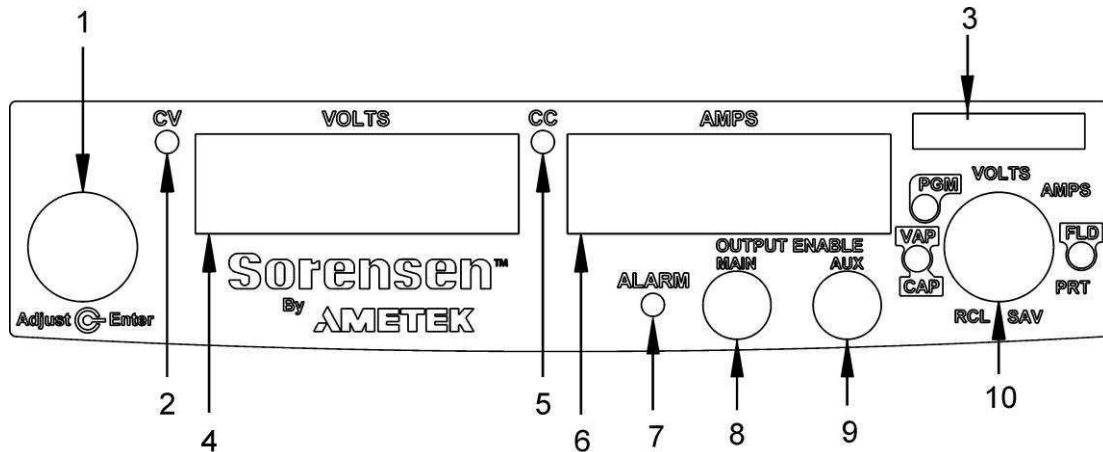 1
3
CV
VOLTS
CC
AMPS
VOLTS
AMPS
PGM
VAP
CAP
FLD
PRT
RCL
SAV
OUTPUT ENABLE
MAIN
AUX
ALARM
Sorensen™
By AMETEK
Adjust Enter
2
4
5
6
7
8
9
10